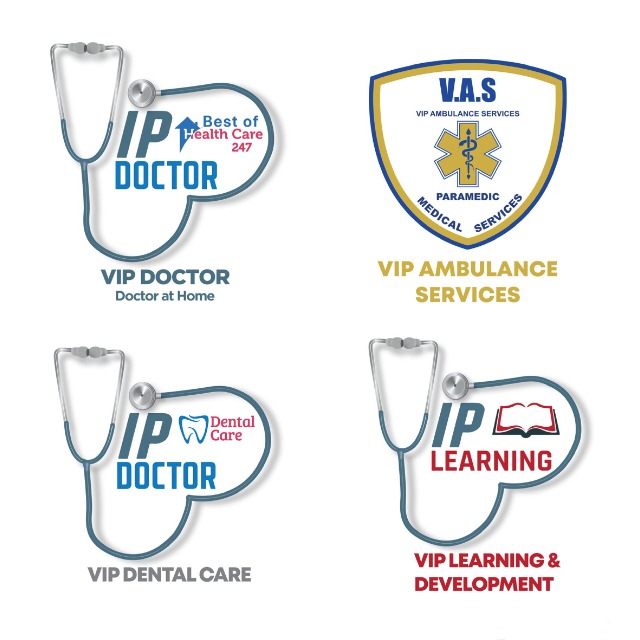 IP
Best of
Health Care
247
DOCTOR
VIP DOCTOR
Doctor at Home
V.A.S
VIP AMBULANCE SERVICES
PARAMEDIC
MEDICAL SERVICES
VIP AMBULANCE
SERVICES
IP
Dental
Care
DOCTOR
VIP DENTAL CARE
IP
LEARNING
VIP LEARNING &
DEVELOPMENT